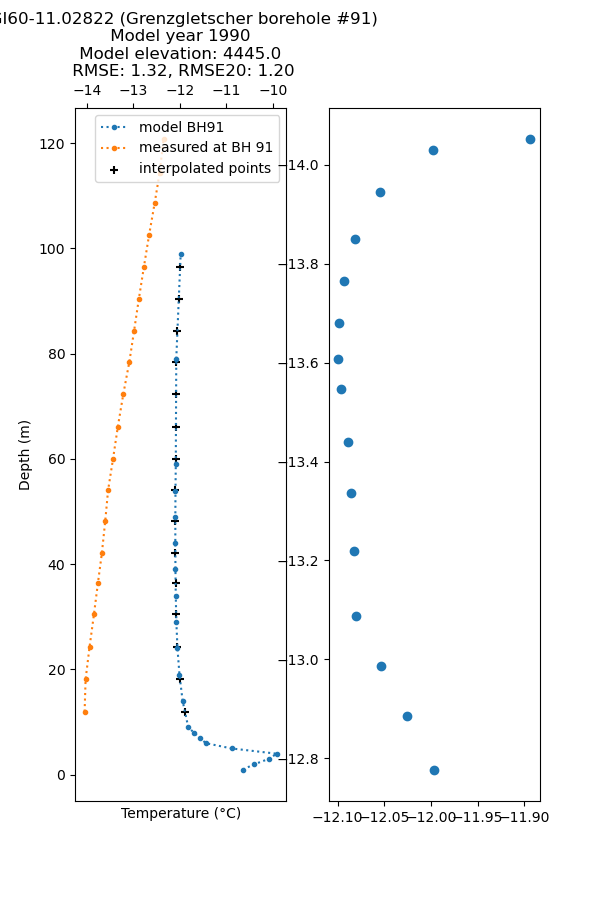 GI60-11.02822 (Grenzgletscher borehole #91)
Model year 1990
Model elevation: 4445.0
RMSE: 1.32, RMSE20: 1.20
−14 −13 −12 −11 −10
model BH91
measured at BH 91
interpolated points
120
100
80
60
40
20
0
Depth (m)
Temperature (°C)
−14.0
−13.8
−13.6
−13.4
−13.2
−13.0
−12.8
−12.10 −12.05 −12.00 −11.95 −11.90